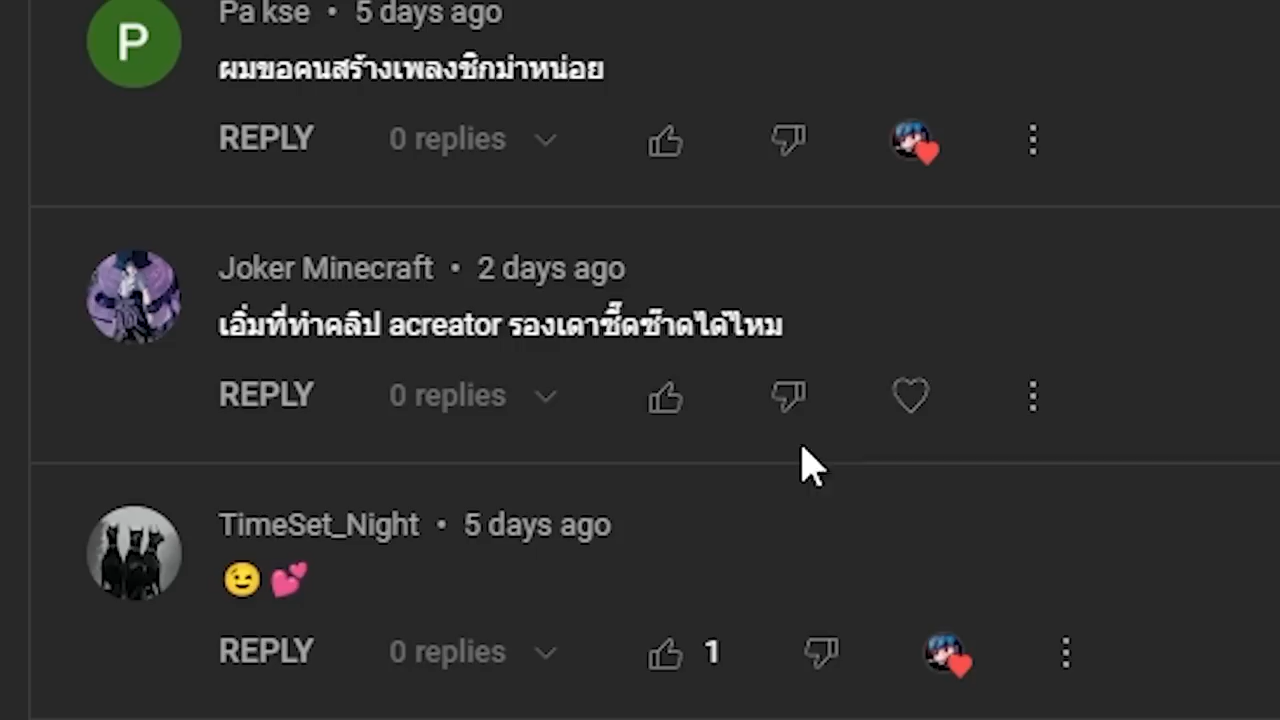 P
Pa kse • 5 days ago
ผมขอคนสร้างเพลงซิกม่าหน่อย
REPLY 0 replies
Joker Minecraft • 2 days ago
เอิ่มที่ทำคลิป acreator รองเดาซี๊ดซ๊าดได้ไหม
REPLY 0 replies
TimeSet_Night • 5 days ago
😉 💕
REPLY 0 replies 1